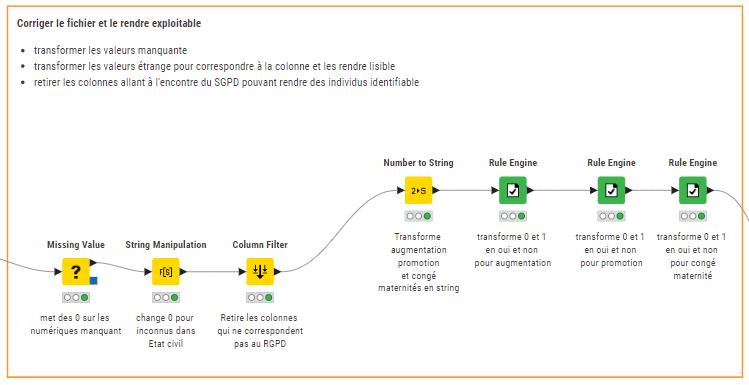 Corriger le fichier et le rendre exploitable
• transformer les valeurs manquante
• transformer les valeurs étrange pour correspondre à la colonne et les rendre lisible
• retirer les colonnes allant à l'encontre du SGPD pouvant rendre des individus identifiable
Number to String
Rule Engine
Rule Engine
Rule Engine
2▸S
Transforme
augmentation
promotion
et congé
maternités en string
transforme 0 et 1
en oui et non
pour augmentation
transforme 0 et 1
en oui et non
pour promotion
transforme 0 et 1
en oui et non
pour congé
maternité
Missing Value
String Manipulation
Column Filter
?
f[S]
met des 0 sur les
numériques manquant
change 0 pour
inconnus dans
Etat civil
Retire les colonnes
qui ne correspondent
pas au RGPD